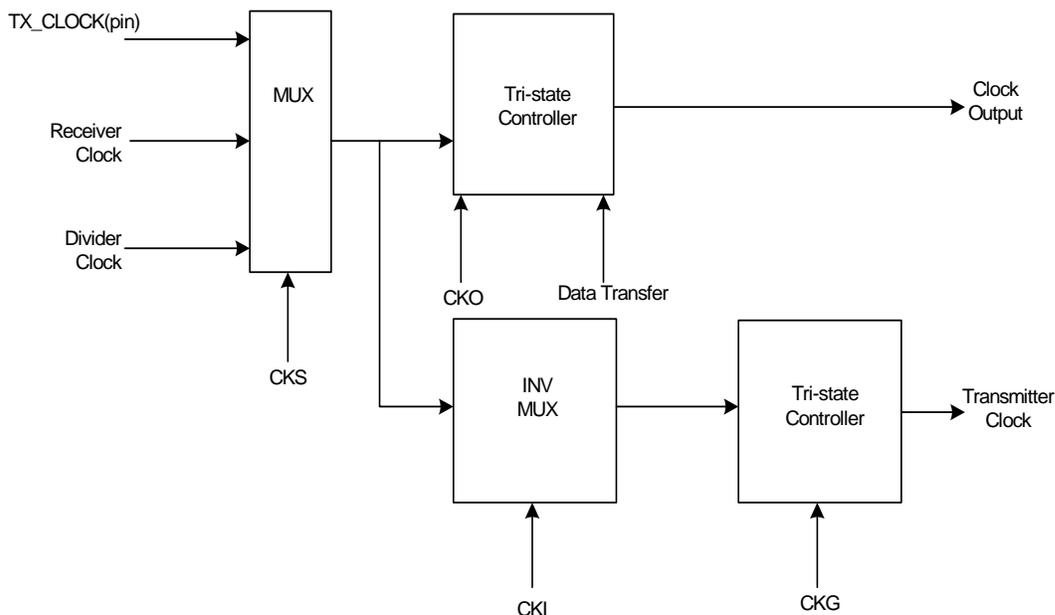 TX_CLOCK(pin)
MUX
Tri-state
Controller
Clock
Output
Receiver
Clock
Divider
Clock
CKO
Data Transfer
CKS
INV
MUX
Tri-state
Controller
Transmitter
Clock
CKI
CKG